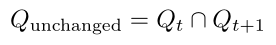 Q_unchanged = Q_t ∩ Q_{t+1}